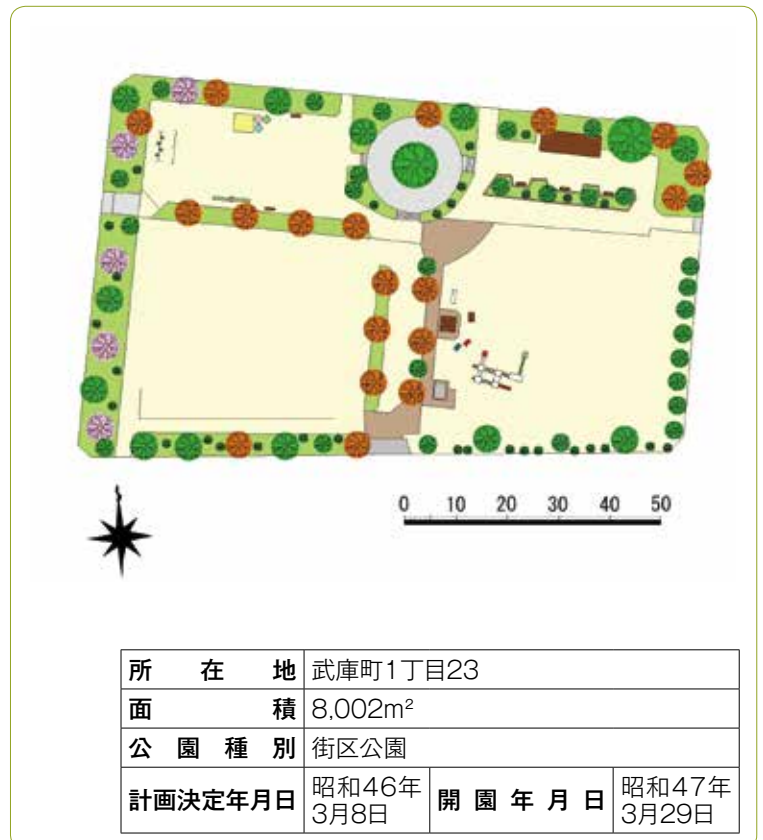 0 10 20 30 40 50
所在地 武庫町1丁目23
面積 8,002m²
公園種別 街区公園
計画決定年月日 昭和46年3月8日 開園年月日 昭和47年3月29日